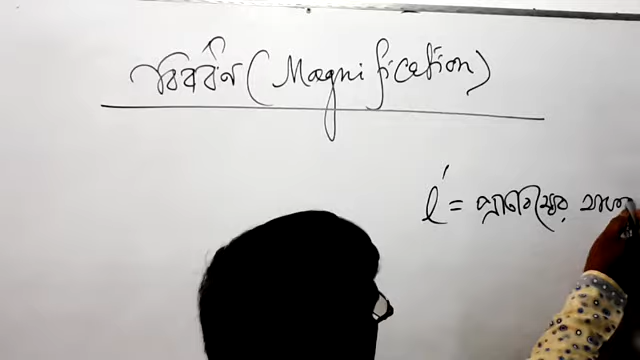 বিবর্ধন (Magnification)
l' = প্রতিবিম্বের